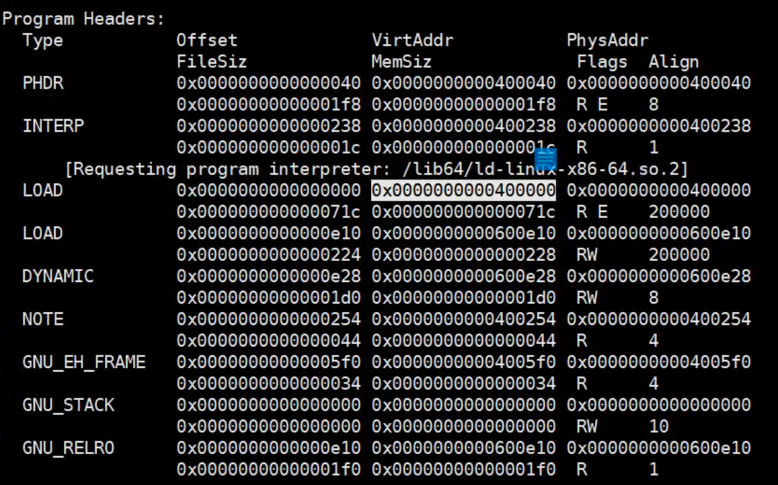 Program Headers:
Type Offset VirtAddr PhysAddr
FileSiz MemSiz Flags Align
PHDR 0x0000000000000040 0x0000000000400040 0x0000000000400040
0x00000000000001f8 0x00000000000001f8 R E 8
INTERP 0x0000000000000238 0x0000000000400238 0x0000000000400238
0x000000000000001c 0x000000000000001c R 1
[Requesting program interpreter: /lib64/ld-linux-x86-64.so.2]
LOAD 0x0000000000000000 0x0000000000400000 0x0000000000400000
0x000000000000071c 0x000000000000071c R E 200000
LOAD 0x0000000000000e10 0x0000000000600e10 0x0000000000600e10
0x0000000000000224 0x0000000000000228 RW 200000
DYNAMIC 0x0000000000000e28 0x0000000000600e28 0x0000000000600e28
0x00000000000001d0 0x00000000000001d0 RW 8
NOTE 0x0000000000000254 0x0000000000400254 0x0000000000400254
0x0000000000000044 0x0000000000000044 R 4
GNU_EH_FRAME 0x00000000000005f0 0x00000000004005f0 0x00000000004005f0
0x0000000000000034 0x0000000000000034 R 4
GNU_STACK 0x0000000000000000 0x0000000000000000 0x0000000000000000
0x0000000000000000 0x0000000000000000 RW 10
GNU_RELRO 0x0000000000000e10 0x0000000000600e10 0x0000000000600e10
0x00000000000001f0 0x00000000000001f0 R 1